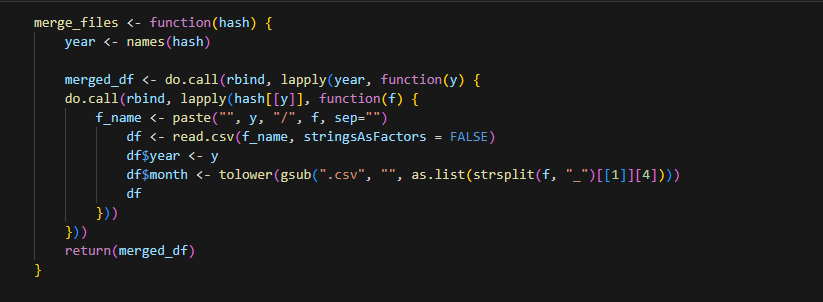 merge_files <- function(hash) {
    year <- names(hash)

    merged_df <- do.call(rbind, lapply(year, function(y) {
    do.call(rbind, lapply(hash[[y]], function(f) {
        f_name <- paste("", y, "/", f, sep="")
            df <- read.csv(f_name, stringsAsFactors = FALSE)
            df$year <- y
            df$month <- tolower(gsub(".csv", "", as.list(strsplit(f, "_")[[1]][4])))
            df
        }))
    }))
    return(merged_df)
}